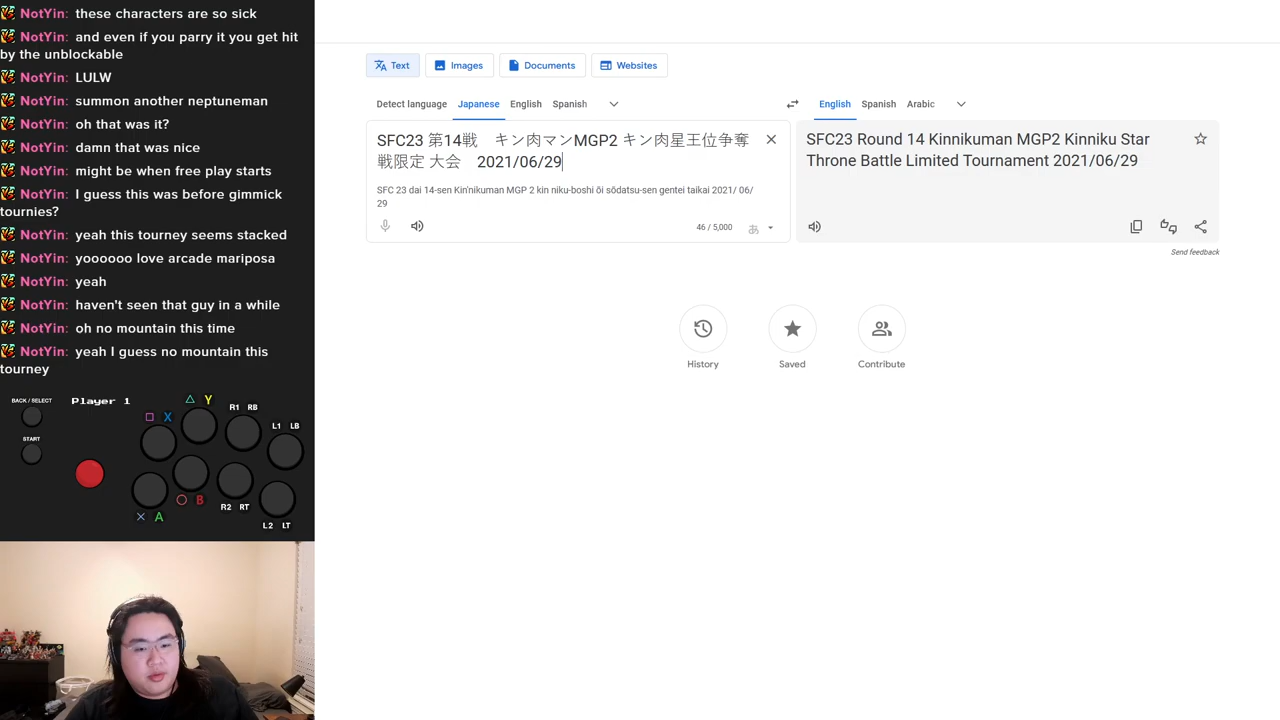 NotYin: these characters are so sick
NotYin: and even if you parry it you get hit
by the unblockable
NotYin: LULW
NotYin: summon another neptuneman
NotYin: oh that was it?
NotYin: damn that was nice
NotYin: might be when free play starts
NotYin: I guess this was before gimmick
tournies?
NotYin: yeah this tourney seems stacked
NotYin: yoooooo love arcade mariposa
NotYin: yeah
NotYin: haven't seen that guy in a while
NotYin: oh no mountain this time
NotYin: yeah I guess no mountain this
tourney
BACK / SELECT
START
Player 1
X
Y
R1 RB
L1 LB
A
B
R2 RT
L2 LT
Text
Images
Documents
Websites
Detect language
Japanese
English
Spanish
English
Spanish
Arabic
SFC23 第14戦　キン肉マンMGP2 キン肉星王位争奪
戦限定 大会　2021/06/29
SFC 23 dai 14-sen Kin'nikuman MGP 2 kin niku-boshi ōi sōdatsu-sen gentei taikai 2021/ 06/
29
46 / 5,000
あ
SFC23 Round 14 Kinnikuman MGP2 Kinniku Star
Throne Battle Limited Tournament 2021/06/29
Send feedback
History
Saved
Contribute